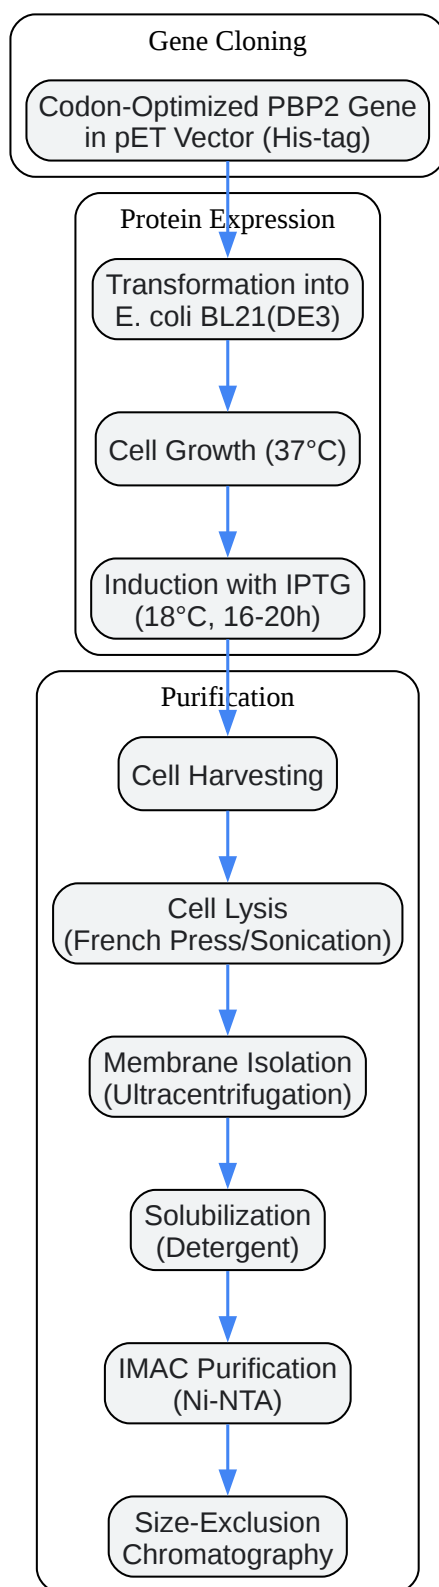 Gene Cloning
Codon-Optimized PBP2 Gene
in pET Vector (His-tag)
Protein Expression
Transformation into
E. coli BL21(DE3)
Cell Growth (37°C)
Induction with IPTG
(18°C, 16-20h)
Purification
Cell Harvesting
Cell Lysis
(French Press/Sonication)
Membrane Isolation
(Ultracentrifugation)
Solubilization
(Detergent)
IMAC Purification
(Ni-NTA)
Size-Exclusion
Chromatography